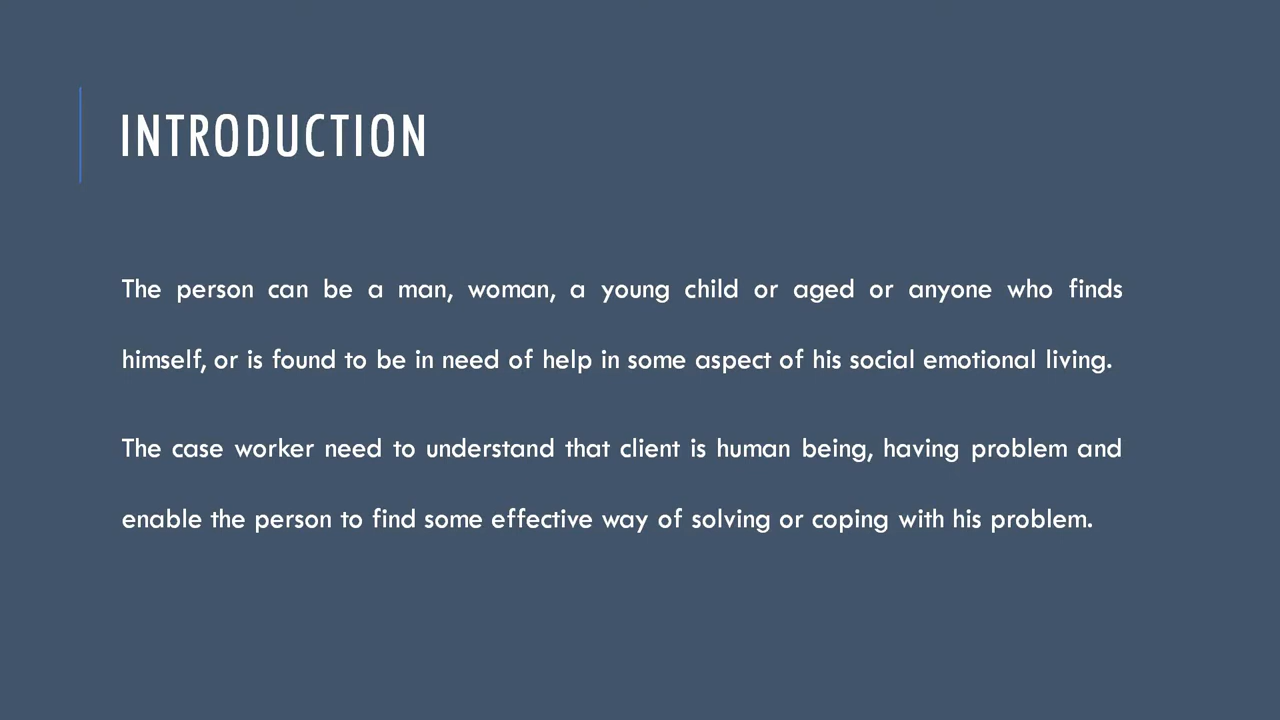 INTRODUCTION
The person can be a man, woman, a young child or aged or anyone who finds
himself, or is found to be in need of help in some aspect of his social emotional living.
The case worker need to understand that client is human being, having problem and
enable the person to find some effective way of solving or coping with his problem.